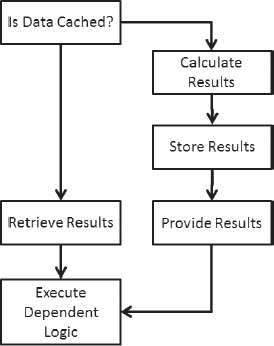 Is Data Cached?
Calculate
Results
Store Results
Retrieve Results
Provide Results
Execute
Dependent
Logic